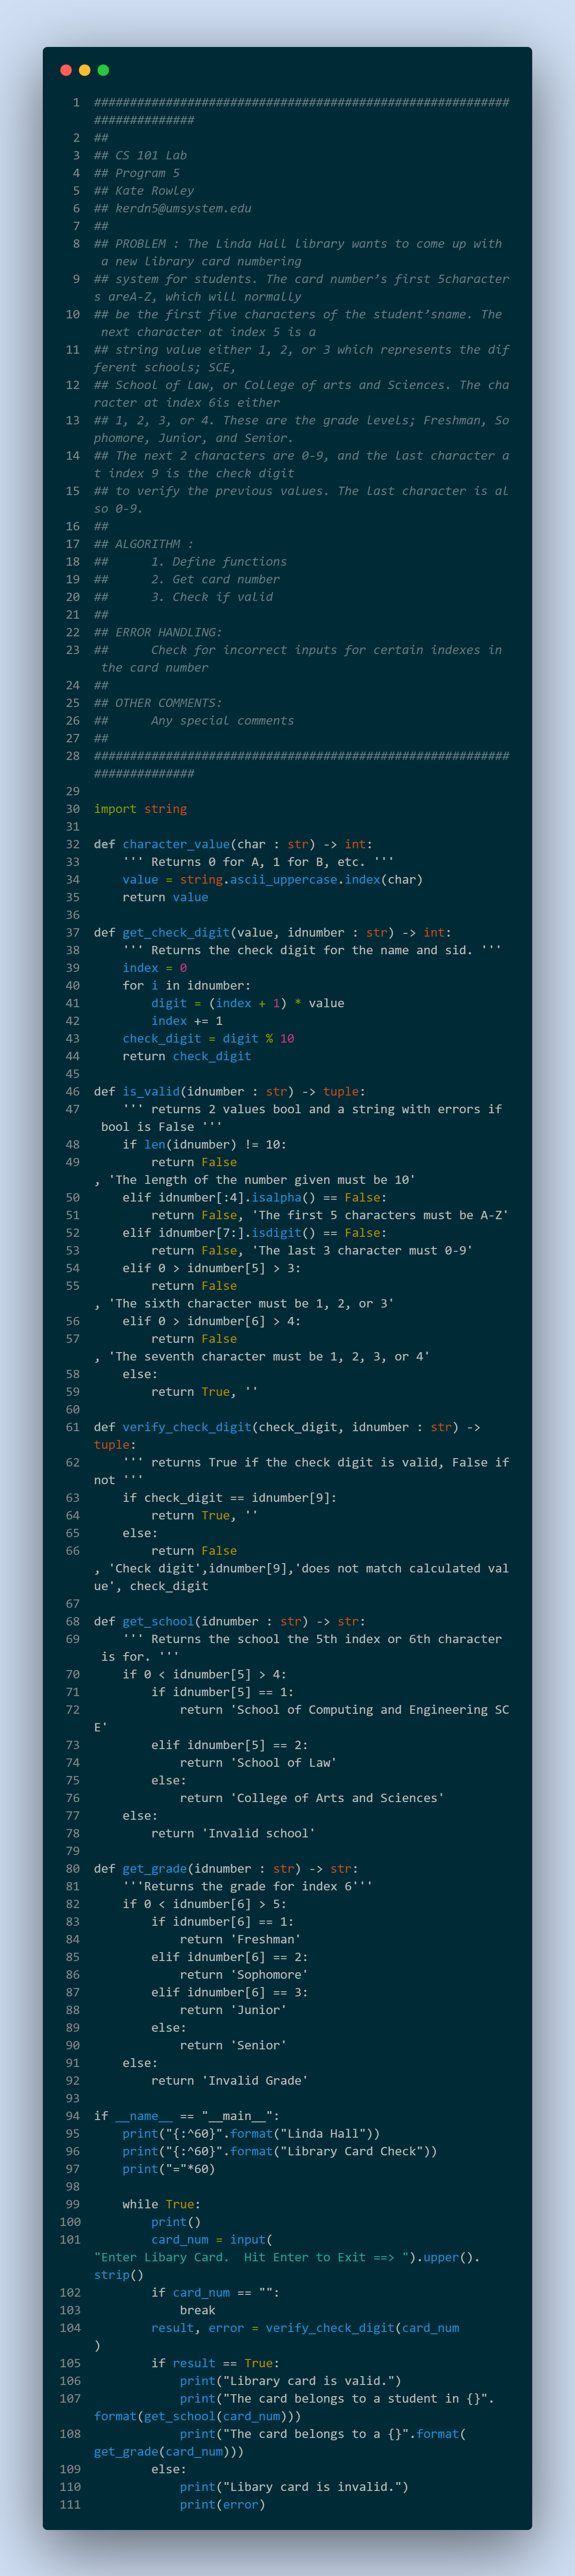 1 ##########################################################
##############
2 ##
3 ## CS 101 Lab
4 ## Program 5
5 ## Kate Rowley
6 ## kerdn5@umsystem.edu
7 ##
8 ## PROBLEM : The Linda Hall library wants to come up with
 a new library card numbering
9 ## system for students. The card number’s first 5character
s areA-Z, which will normally
10 ## be the first five characters of the student’sname. The
 next character at index 5 is a
11 ## string value either 1, 2, or 3 which represents the dif
ferent schools; SCE,
12 ## School of Law, or College of arts and Sciences. The cha
racter at index 6is either
13 ## 1, 2, 3, or 4. These are the grade levels; Freshman, So
phomore, Junior, and Senior.
14 ## The next 2 characters are 0-9, and the last character a
t index 9 is the check digit
15 ## to verify the previous values. The last character is al
so 0-9.
16 ##
17 ## ALGORITHM :
18 ##      1. Define functions
19 ##      2. Get card number
20 ##      3. Check if valid
21 ##
22 ## ERROR HANDLING:
23 ##      Check for incorrect inputs for certain indexes in
 the card number
24 ##
25 ## OTHER COMMENTS:
26 ##      Any special comments
27 ##
28 ##########################################################
##############
29
30 import string
31
32 def character_value(char : str) -> int:
33     ''' Returns 0 for A, 1 for B, etc. '''
34     value = string.ascii_uppercase.index(char)
35     return value
36
37 def get_check_digit(value, idnumber : str) -> int:
38     ''' Returns the check digit for the name and sid. '''
39     index = 0
40     for i in idnumber:
41         digit = (index + 1) * value
42         index += 1
43     check_digit = digit % 10
44     return check_digit
45
46 def is_valid(idnumber : str) -> tuple:
47     ''' returns 2 values bool and a string with errors if
 bool is False '''
48     if len(idnumber) != 10:
49         return False
, 'The length of the number given must be 10'
50     elif idnumber[:4].isalpha() == False:
51         return False, 'The first 5 characters must be A-Z'
52     elif idnumber[7:].isdigit() == False:
53         return False, 'The last 3 character must 0-9'
54     elif 0 > idnumber[5] > 3:
55         return False
, 'The sixth character must be 1, 2, or 3'
56     elif 0 > idnumber[6] > 4:
57         return False
, 'The seventh character must be 1, 2, 3, or 4'
58     else:
59         return True, ''
60
61 def verify_check_digit(check_digit, idnumber : str) ->
tuple:
62     ''' returns True if the check digit is valid, False if
not '''
63     if check_digit == idnumber[9]:
64         return True, ''
65     else:
66         return False
, 'Check digit',idnumber[9],'does not match calculated val
ue', check_digit
67
68 def get_school(idnumber : str) -> str:
69     ''' Returns the school the 5th index or 6th character
 is for. '''
70     if 0 < idnumber[5] > 4:
71         if idnumber[5] == 1:
72             return 'School of Computing and Engineering SC
E'
73         elif idnumber[5] == 2:
74             return 'School of Law'
75         else:
76             return 'College of Arts and Sciences'
77     else:
78         return 'Invalid school'
79
80 def get_grade(idnumber : str) -> str:
81     '''Returns the grade for index 6'''
82     if 0 < idnumber[6] > 5:
83         if idnumber[6] == 1:
84             return 'Freshman'
85         elif idnumber[6] == 2:
86             return 'Sophomore'
87         elif idnumber[6] == 3:
88             return 'Junior'
89         else:
90             return 'Senior'
91     else:
92         return 'Invalid Grade'
93
94 if __name__ == "__main__":
95     print("{:^60}".format("Linda Hall"))
96     print("{:^60}".format("Library Card Check"))
97     print("="*60)
98
99     while True:
100         print()
101         card_num = input(
"Enter Libary Card.  Hit Enter to Exit ==> ").upper().
strip()
102         if card_num == "":
103             break
104         result, error = verify_check_digit(card_num
)
105         if result == True:
106             print("Library card is valid.")
107             print("The card belongs to a student in {}".
format(get_school(card_num)))
108             print("The card belongs to a {}".format(
get_grade(card_num)))
109         else:
110             print("Libary card is invalid.")
111             print(error)